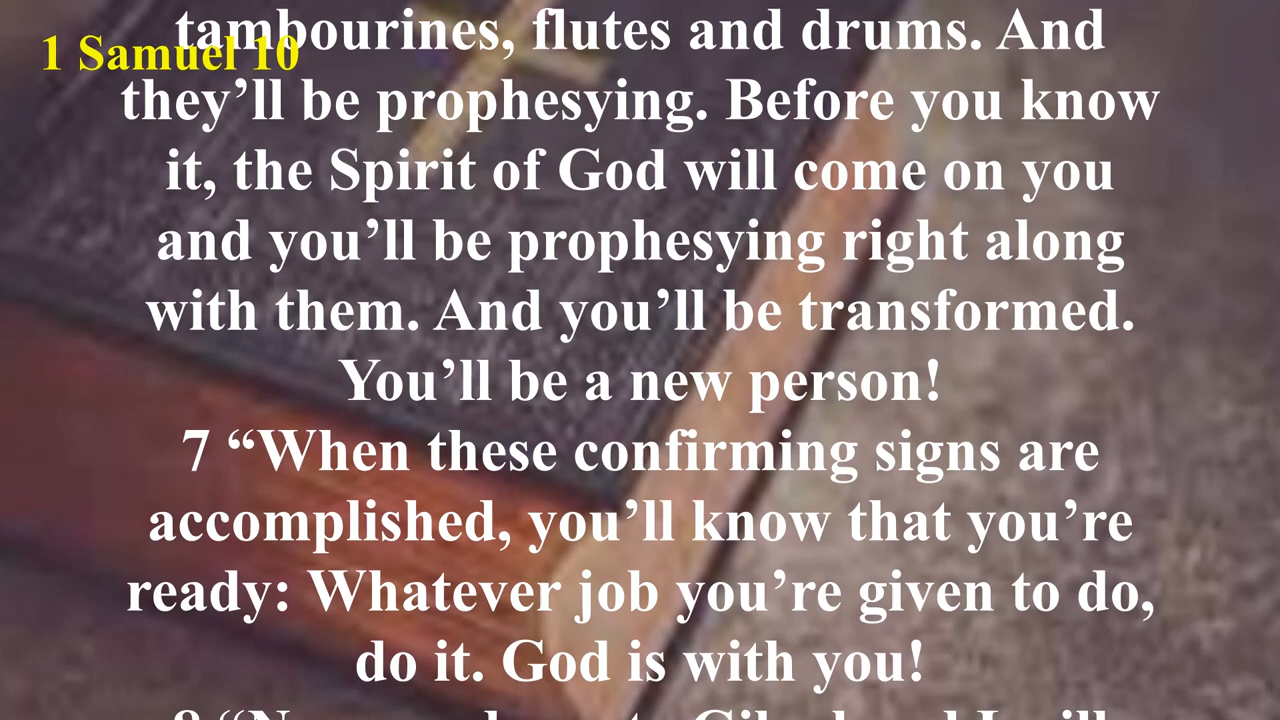 1 Samuel 10
tambourines, flutes and drums. And
they’ll be prophesying. Before you know
it, the Spirit of God will come on you
and you’ll be prophesying right along
with them. And you’ll be transformed.
You’ll be a new person!
7 “When these confirming signs are
accomplished, you’ll know that you’re
ready: Whatever job you’re given to do,
do it. God is with you!